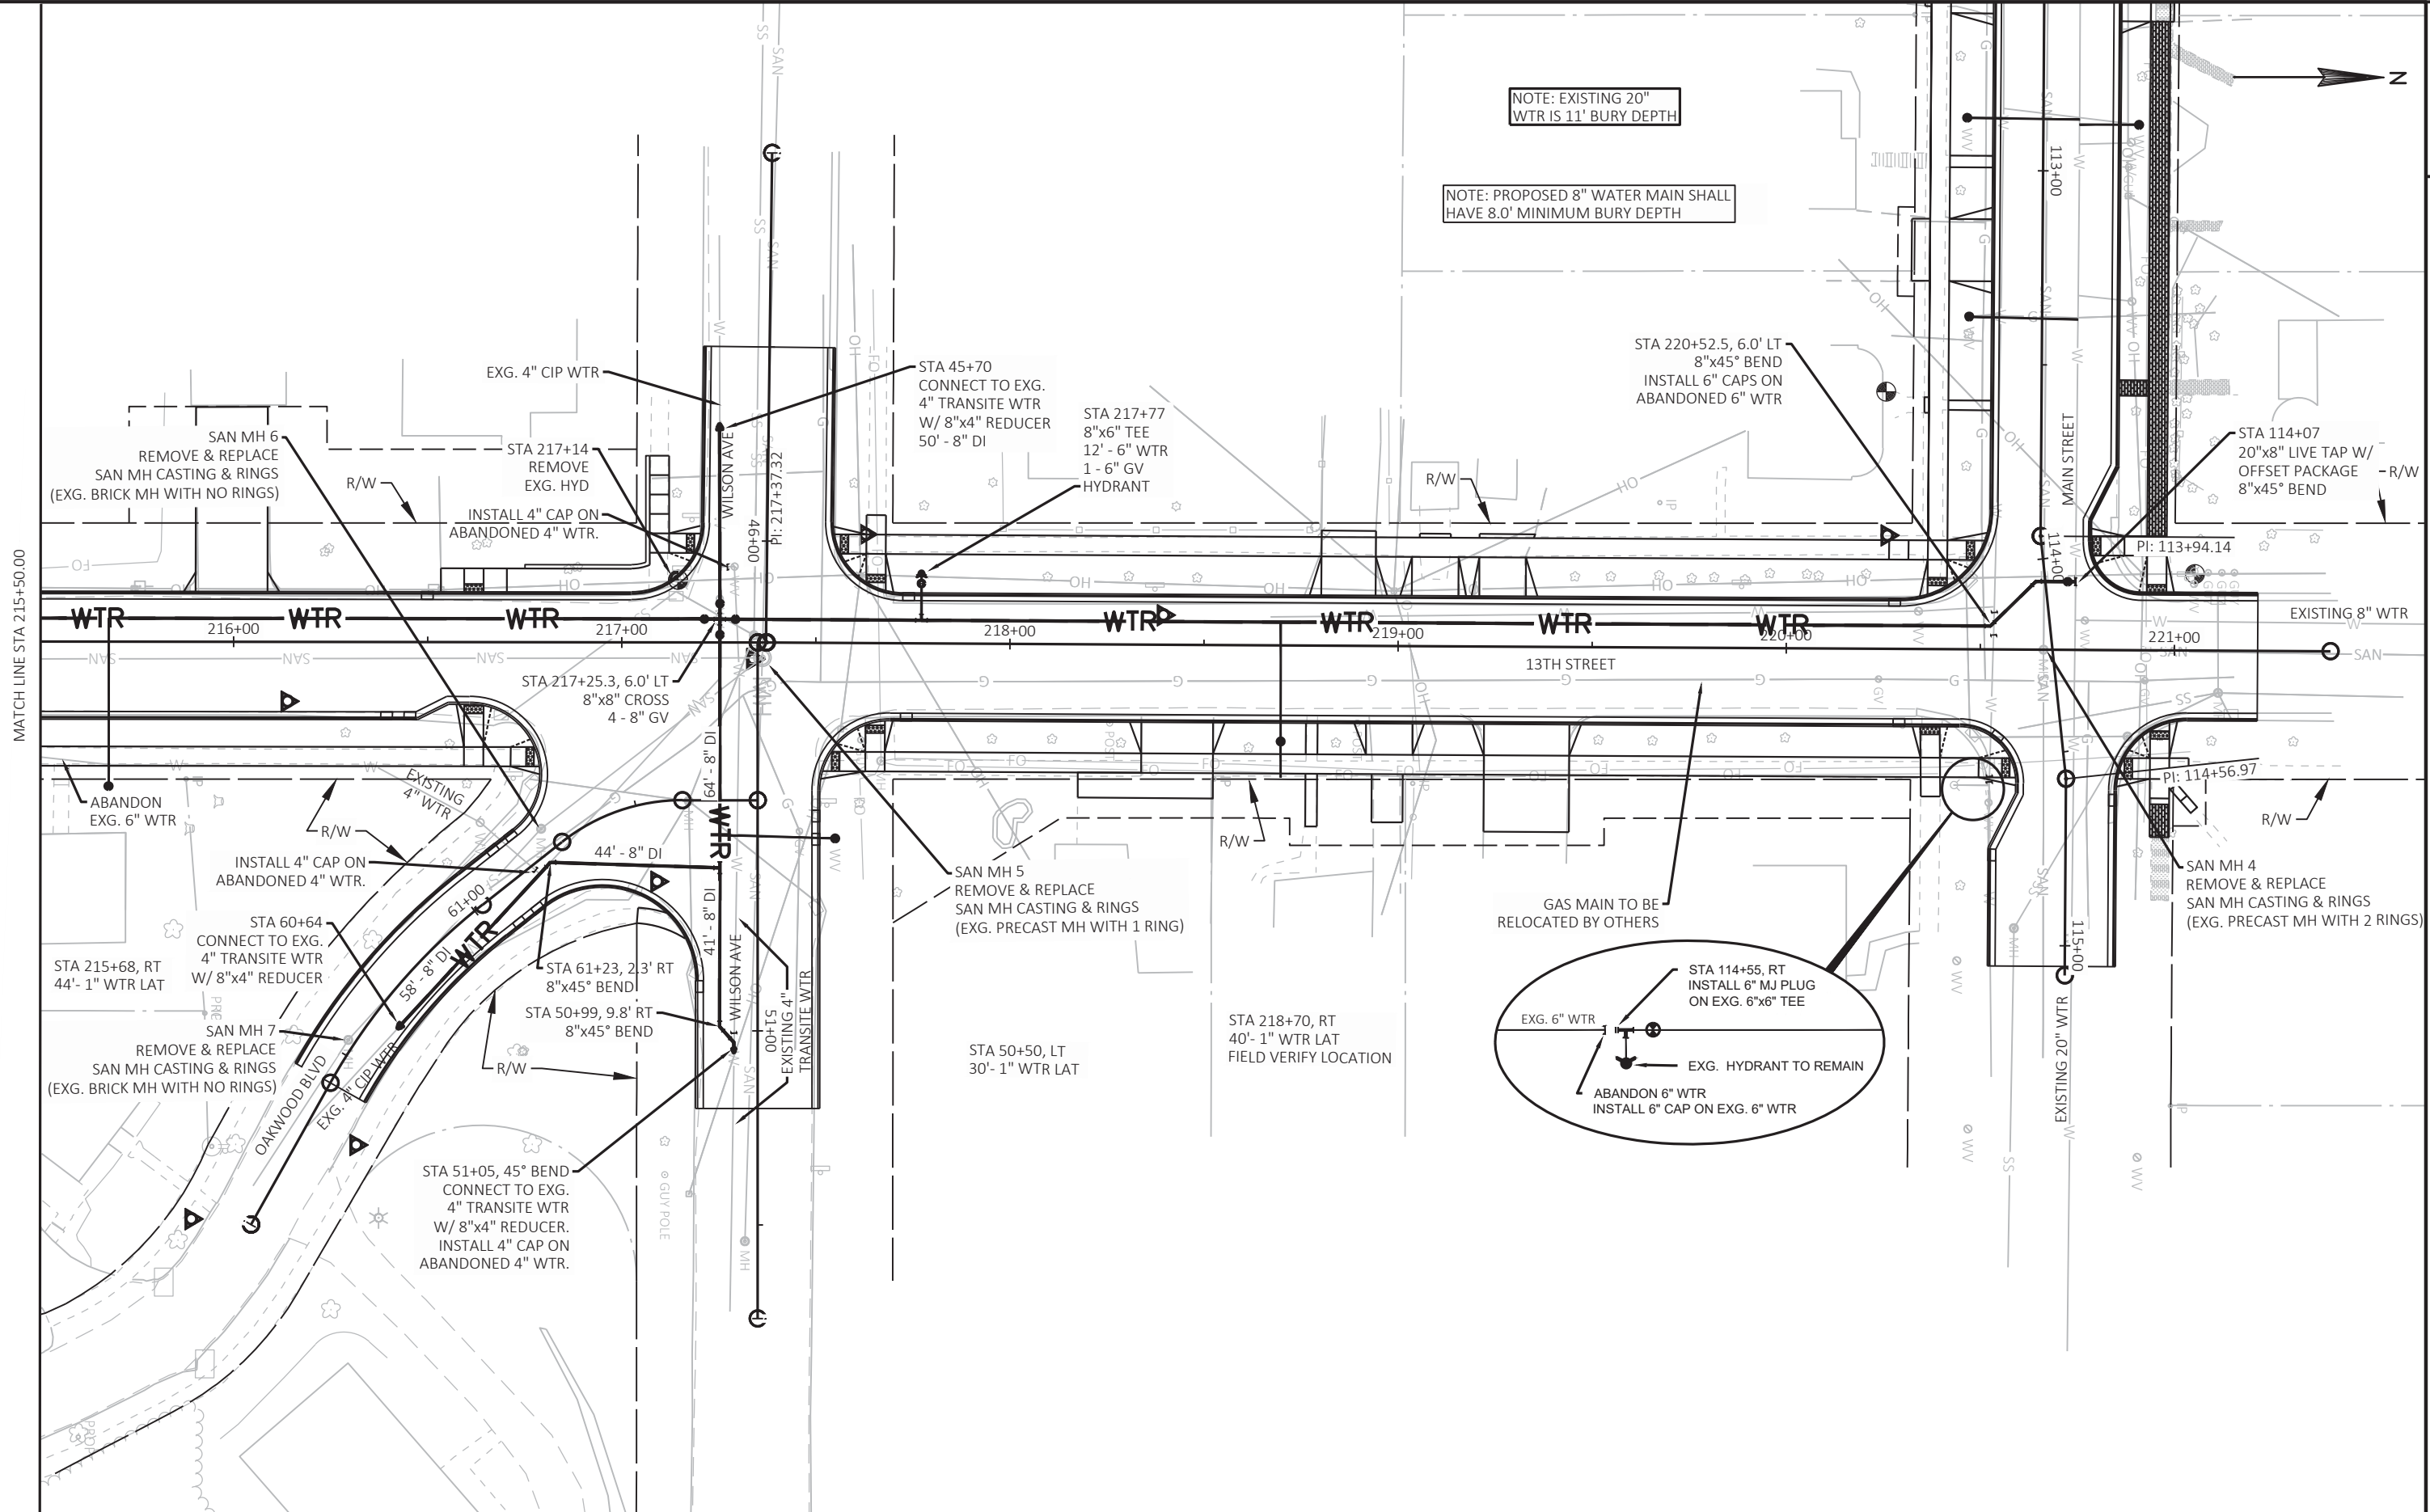 N
NOTE: EXISTING 20"
WTR IS 11' BURY DEPTH
NOTE: PROPOSED 8" WATER MAIN SHALL
HAVE 8.0' MINIMUM BURY DEPTH
MATCH LINE STA 215+50.00
EXG. 4" CIP WTR
SAN MH 6
REMOVE & REPLACE
SAN MH CASTING & RINGS
(EXG. BRICK MH WITH NO RINGS)
R/W
STA 217+14
REMOVE
EXG. HYD
INSTALL 4" CAP ON
ABANDONED 4" WTR.
WILSON AVE
46+00
PI: 217+37.32
STA 45+70
CONNECT TO EXG.
4" TRANSITE WTR
W/ 8"x4" REDUCER
50' - 8" DI
STA 217+77
8"x6" TEE
12' - 6" WTR
1 - 6" GV
HYDRANT
R/W
STA 220+52.5, 6.0' LT
8"x45° BEND
INSTALL 6" CAPS ON
ABANDONED 6" WTR
113+00
MAIN STREET
114+00
STA 114+07
20"x8" LIVE TAP W/
OFFSET PACKAGE
8"x45° BEND
R/W
PI: 113+94.14
EXISTING 8" WTR
WTR
WTR
WTR
WTR
WTR
WTR
WTR
216+00
217+00
218+00
219+00
220+00
221+00
13TH STREET
STA 217+25.3, 6.0' LT
8"x8" CROSS
4 - 8" GV
64' - 8" DI
WTR
ABANDON
EXG. 6" WTR
EXISTING
4" WTR
R/W
INSTALL 4" CAP ON
ABANDONED 4" WTR.
44' - 8" DI
41' - 8" DI
61+00
WTR
58' - 8" DI
STA 60+64
CONNECT TO EXG.
4" TRANSITE WTR
W/ 8"x4" REDUCER
STA 215+68, RT
44'- 1" WTR LAT
STA 61+23, 2.3' RT
8"x45° BEND
STA 50+99, 9.8' RT
8"x45° BEND
WILSON AVE
51+00
EXISTING 4"
TRANSITE WTR
SAN MH 7
REMOVE & REPLACE
SAN MH CASTING & RINGS
(EXG. BRICK MH WITH NO RINGS)
OAKWOOD BLVD
EXG. 4" CIP WTR
R/W
STA 51+05, 45° BEND
CONNECT TO EXG.
4" TRANSITE WTR
W/ 8"x4" REDUCER.
INSTALL 4" CAP ON
ABANDONED 4" WTR.
GUY POLE
MH
SAN MH 5
REMOVE & REPLACE
SAN MH CASTING & RINGS
(EXG. PRECAST MH WITH 1 RING)
R/W
STA 50+50, LT
30'- 1" WTR LAT
STA 218+70, RT
40'- 1" WTR LAT
FIELD VERIFY LOCATION
GAS MAIN TO BE
RELOCATED BY OTHERS
STA 114+55, RT
INSTALL 6" MJ PLUG
ON EXG. 6"x6" TEE
EXG. 6" WTR
EXG. HYDRANT TO REMAIN
ABANDON 6" WTR
INSTALL 6" CAP ON EXG. 6" WTR
PI: 114+56.97
R/W
SAN MH 4
REMOVE & REPLACE
SAN MH CASTING & RINGS
(EXG. PRECAST MH WITH 2 RINGS)
115+00
EXISTING 20" WTR